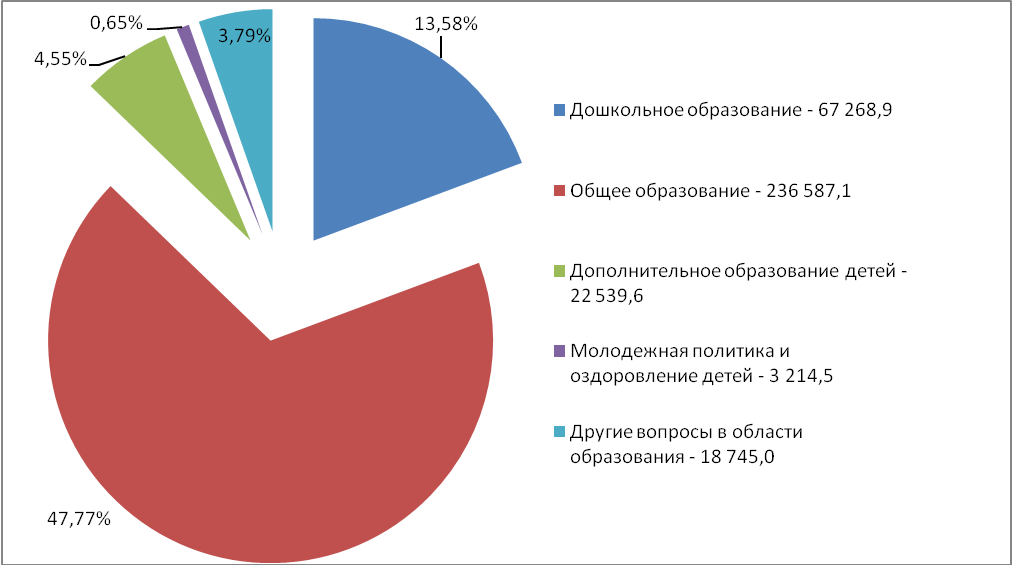 0,65%
13,58%
3,79%
4,55%
Дошкольное образование - 67 268,9
Общее образование - 236 587,1
Дополнительное образование детей -
22 539,6
Молодежная политика и
оздоровление детей - 3 214,5
Другие вопросы в области
образования - 18 745,0
47,77%